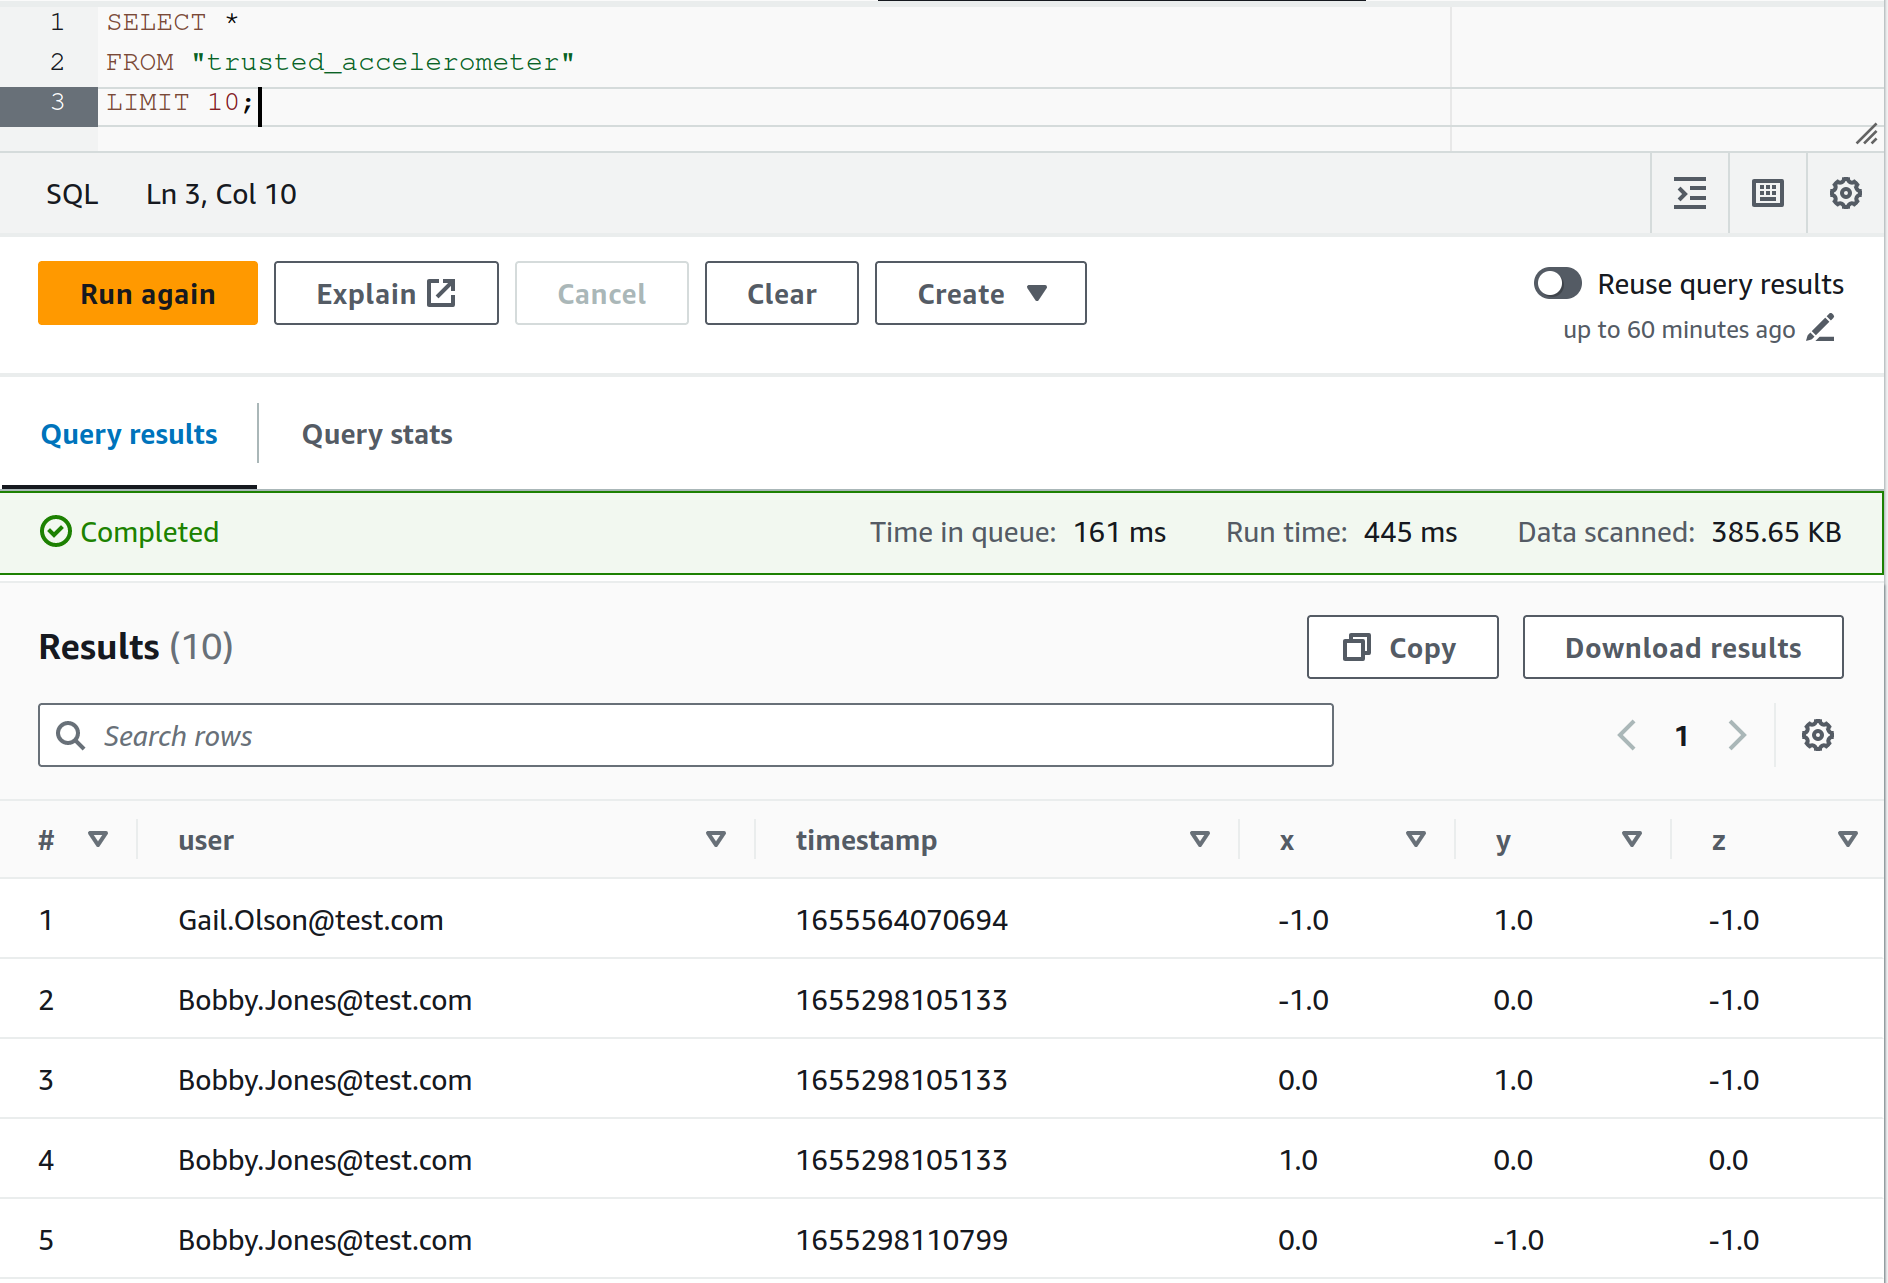 1 SELECT *
2 FROM "trusted_accelerometer"
3 LIMIT 10;
SQL Ln 3, Col 10
Run again Explain Cancel Clear Create Reuse query results
up to 60 minutes ago
Query results Query stats
Completed Time in queue: 161 ms Run time: 445 ms Data scanned: 385.65 KB
Results (10) Copy Download results
Search rows 1
# user timestamp x y z
1 Gail.Olson@test.com 1655564070694 -1.0 1.0 -1.0
2 Bobby.Jones@test.com 1655298105133 -1.0 0.0 -1.0
3 Bobby.Jones@test.com 1655298105133 0.0 1.0 -1.0
4 Bobby.Jones@test.com 1655298105133 1.0 0.0 0.0
5 Bobby.Jones@test.com 1655298110799 0.0 -1.0 -1.0